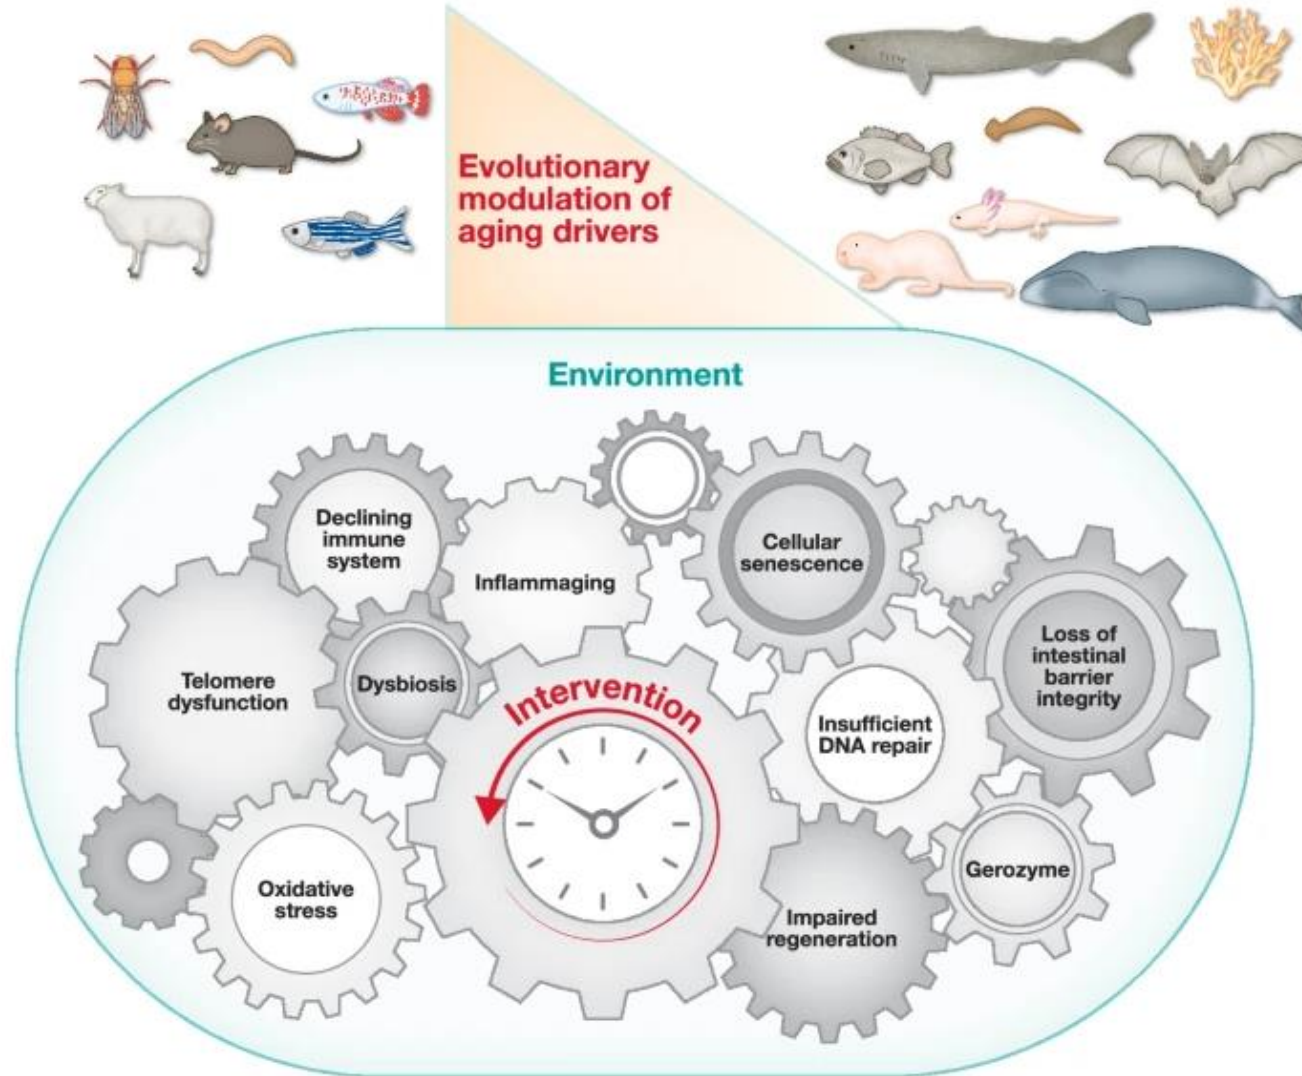 Evolutionary
modulation of
aging drivers
Environment
Declining
immune
system
Inflammaging
Cellular
senescence
Loss of
intestinal
barrier
integrity
Telomere
dysfunction
Dysbiosis
Intervention
Insufficient
DNA repair
Oxidative
stress
Impaired
regeneration
Gerozyme